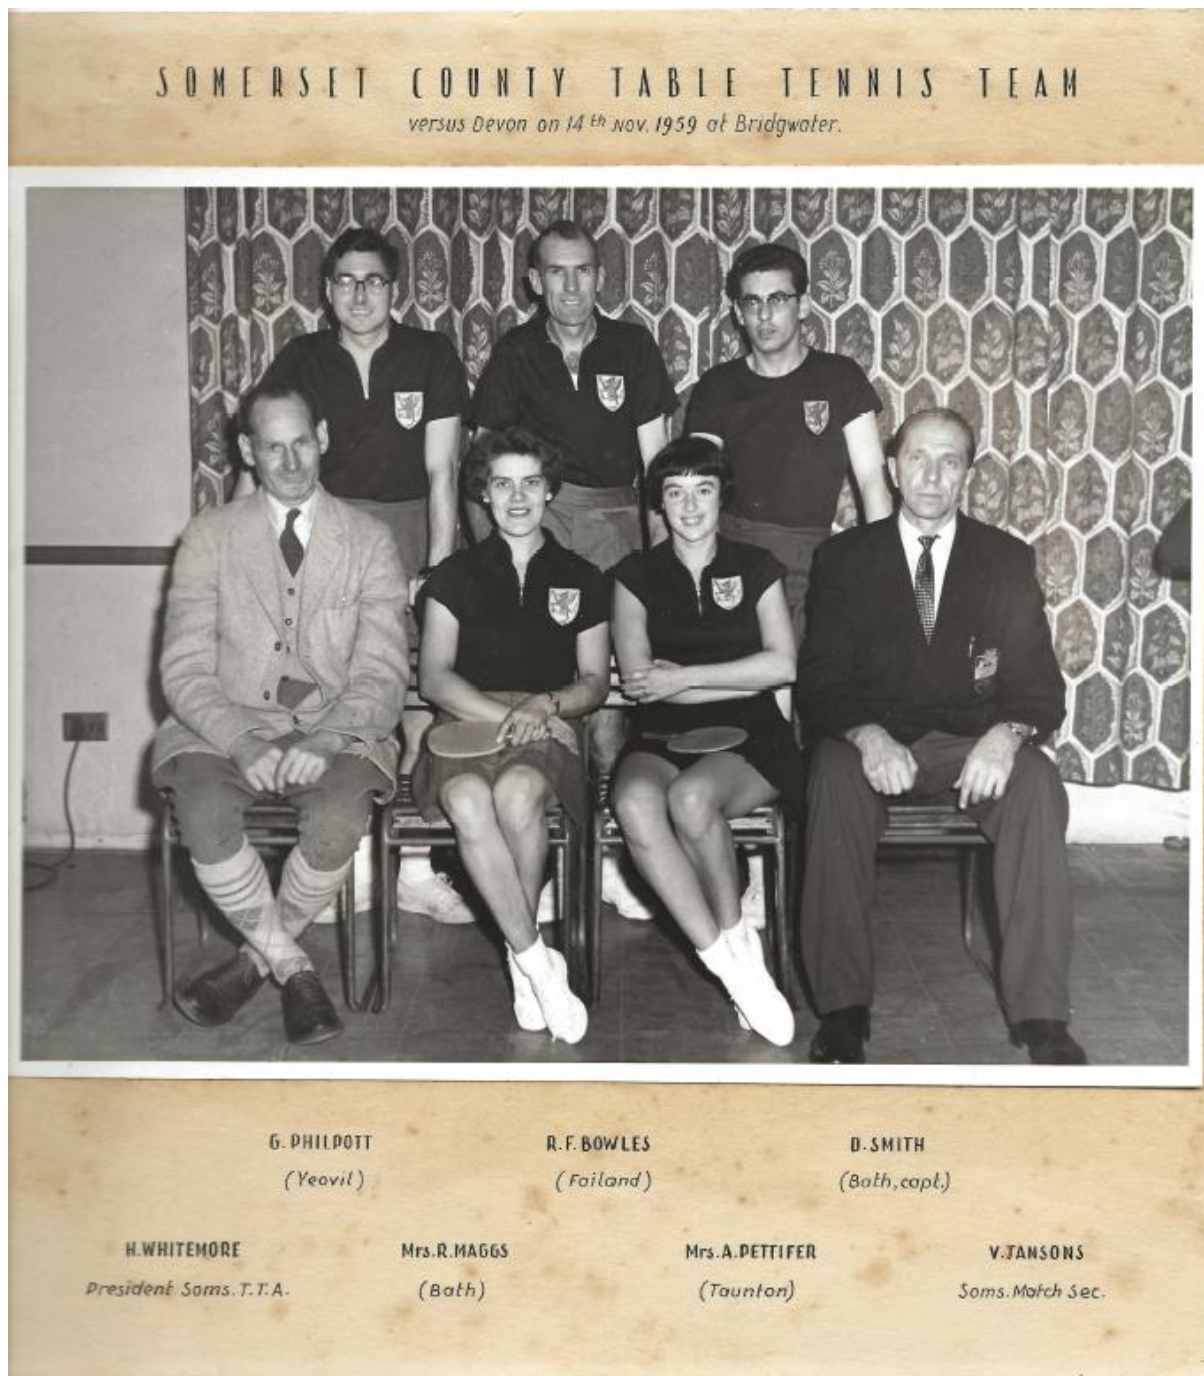 SOMERSET COUNTY TABLE TENNIS TEAM
versus Devon on 14th Nov. 1959 at Bridgwater.
G. PHILPOTT R.F. BOWLES D. SMITH
(Yeovil) (Failand) (Bath, capt.)
H. WHITEMORE Mrs. R. MAGGS Mrs. A. PETTIFER V. JANSONS
President Soms. T.T.A. (Bath) (Taunton) Soms. Match Sec.